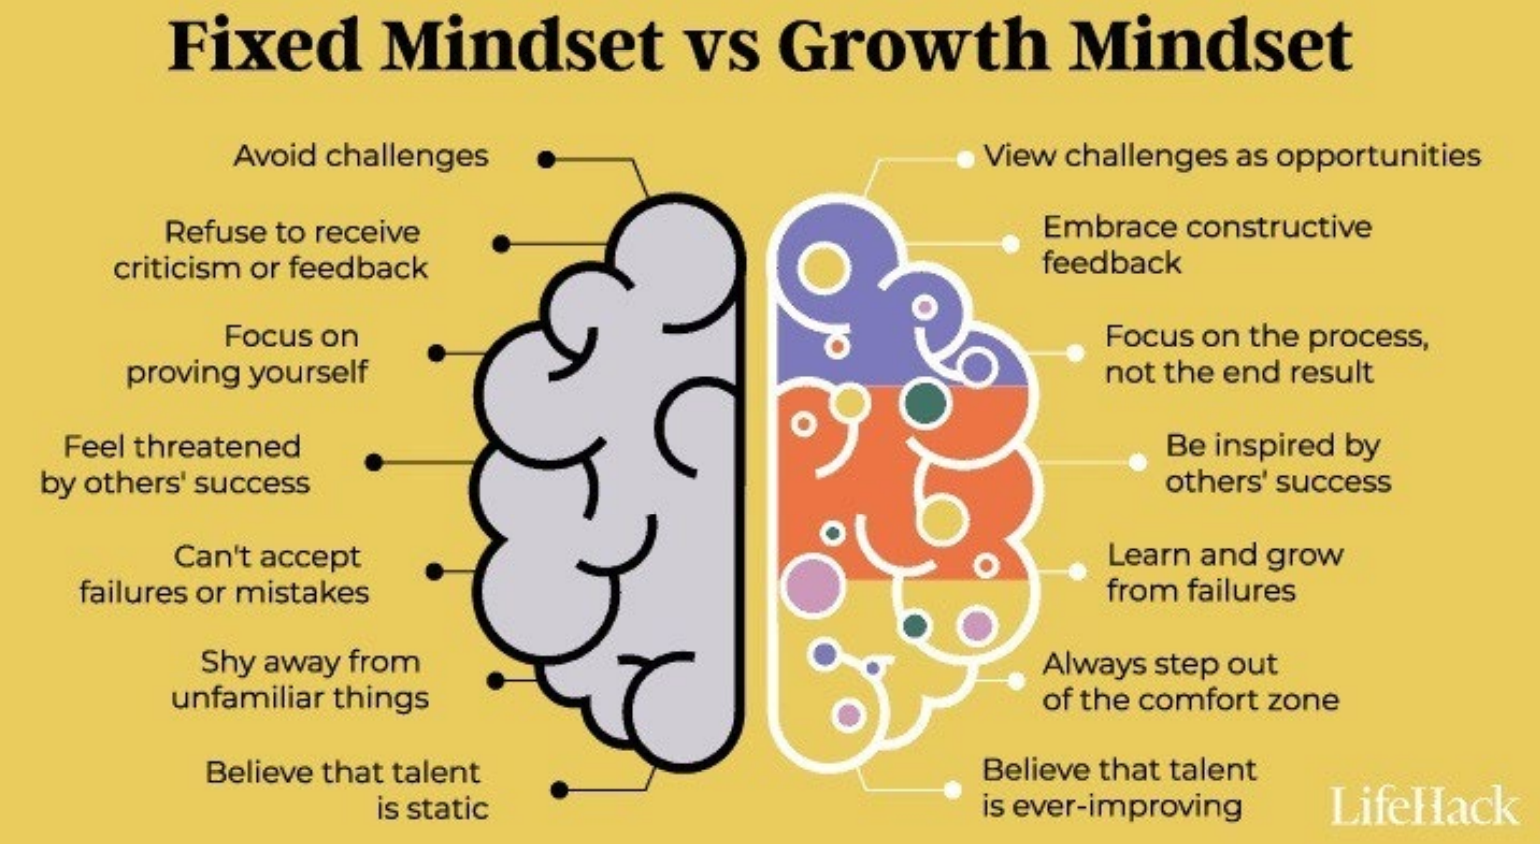 Fixed Mindset vs Growth Mindset
Avoid challenges
Refuse to receive
criticism or feedback
Focus on
proving yourself
Feel threatened
by others' success
Can't accept
failures or mistakes
Shy away from
unfamiliar things
Believe that talent
is static
View challenges as opportunities
Embrace constructive
feedback
Focus on the process,
not the end result
Be inspired by
others' success
Learn and grow
from failures
Always step out
of the comfort zone
Believe that talent
is ever-improving
LifeHack